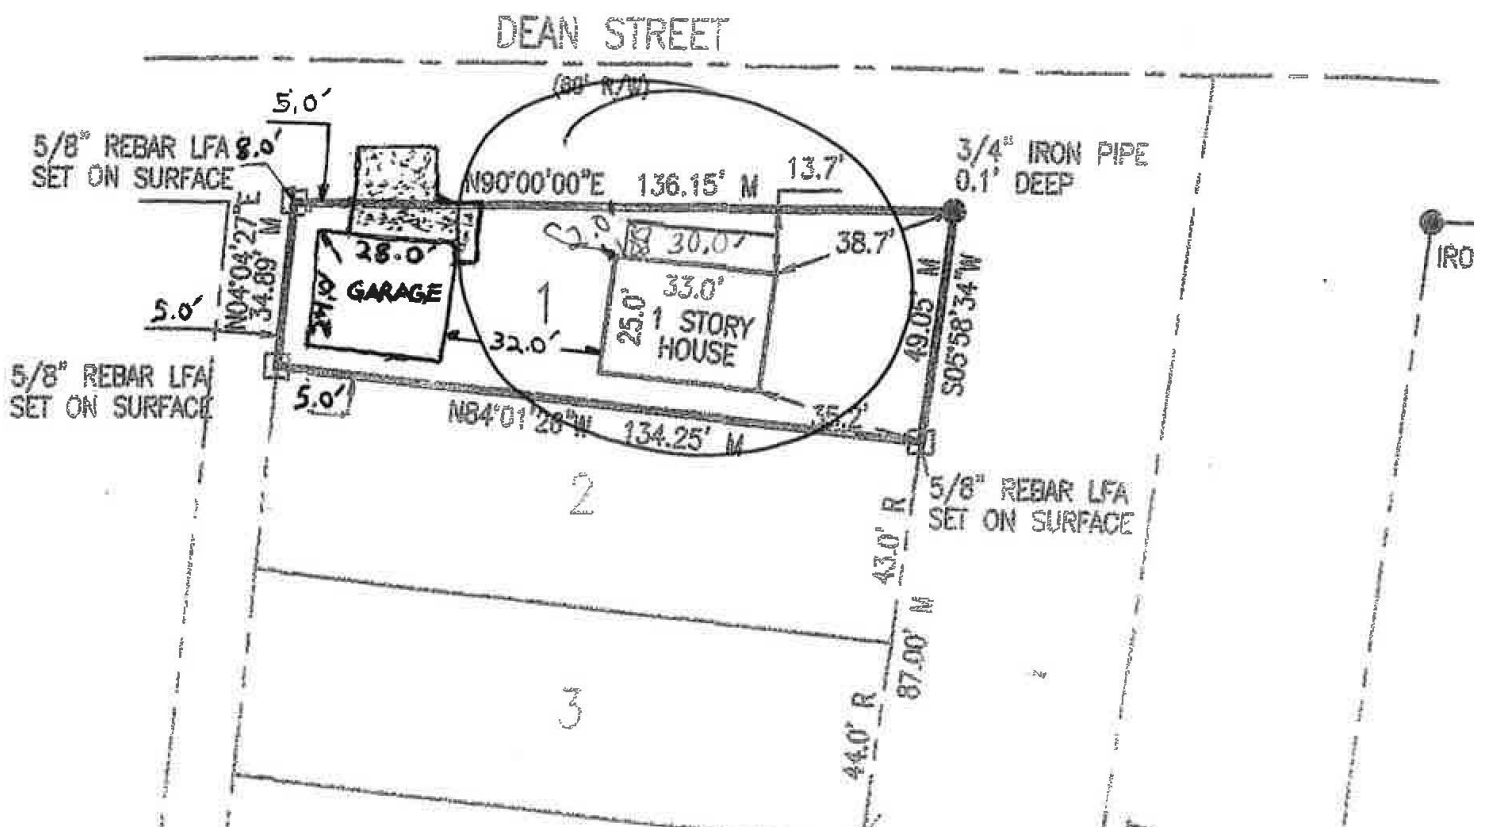 DEAN STREET
(80' R/W)
5.0'
5/8" REBAR LFA
SET ON SURFACE
8.0'
N90°00'00"E
136.15' M
13.7'
3/4" IRON PIPE
0.1' DEEP
N04°04'27"E
34.89' M
28.0'
GARAGE
24.0'
1
30.0'
38.7'
33.0'
25.0'
1 STORY
HOUSE
49.05' M
S05°58'34"W
IRO
5.0'
32.0'
5/8" REBAR LFA
SET ON SURFACE
5.0'
N84°01'28"W
134.25' M
35.2'
2
5/8" REBAR LFA
SET ON SURFACE
43.0' R
87.00' M
3
44.0' R